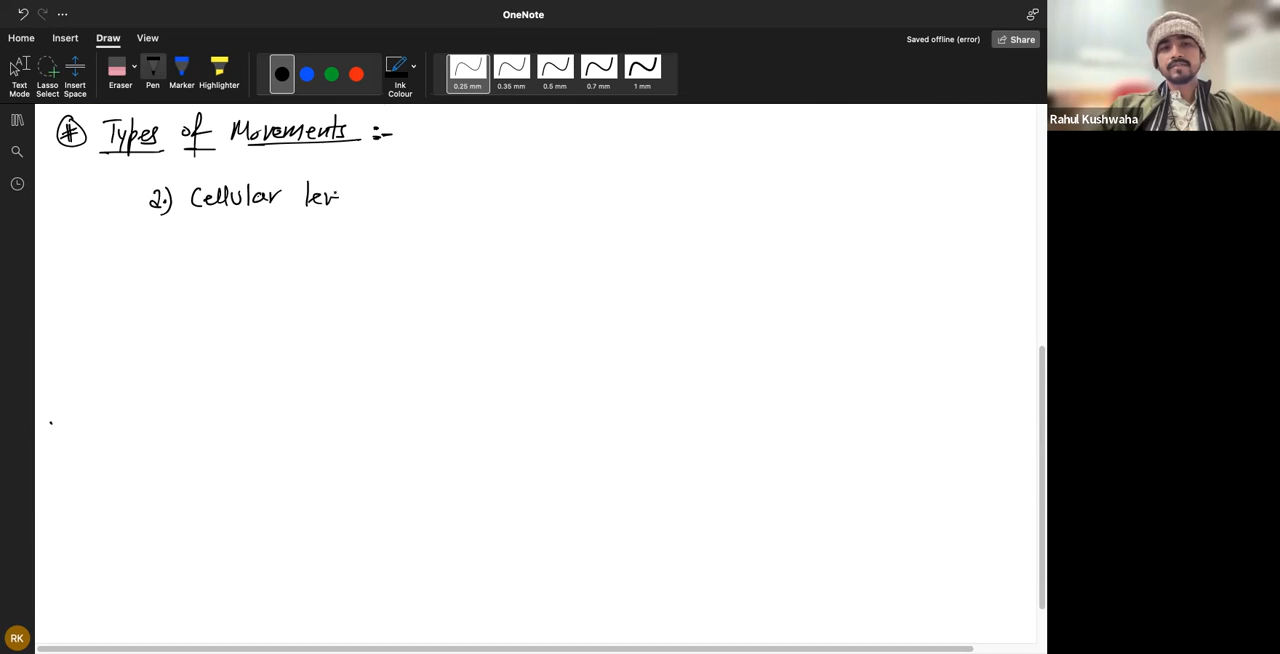 OneNote
Home Insert Draw View
Saved offline (error) Share
Text Mode Lasso Select Insert Space Eraser Pen Marker Highlighter Ink Colour 0.25 mm 0.35 mm 0.5 mm 0.7 mm 1 mm
Rahul Kushwaha
# Types of Movements :-
2.) Cellular lev
RK